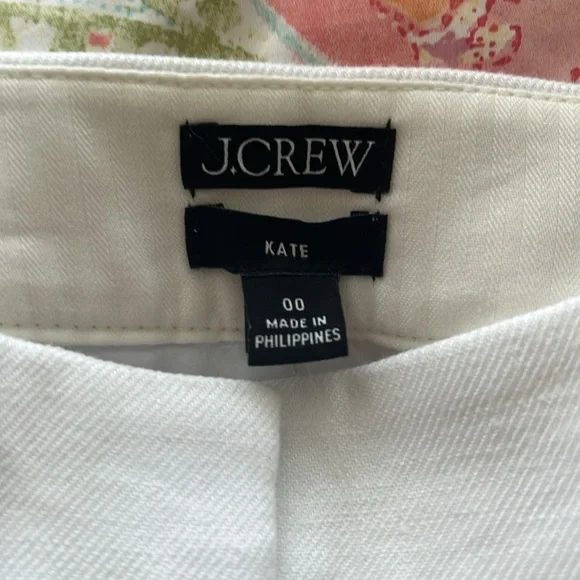 J.CREW
KATE
00
MADE IN
PHILIPPINES